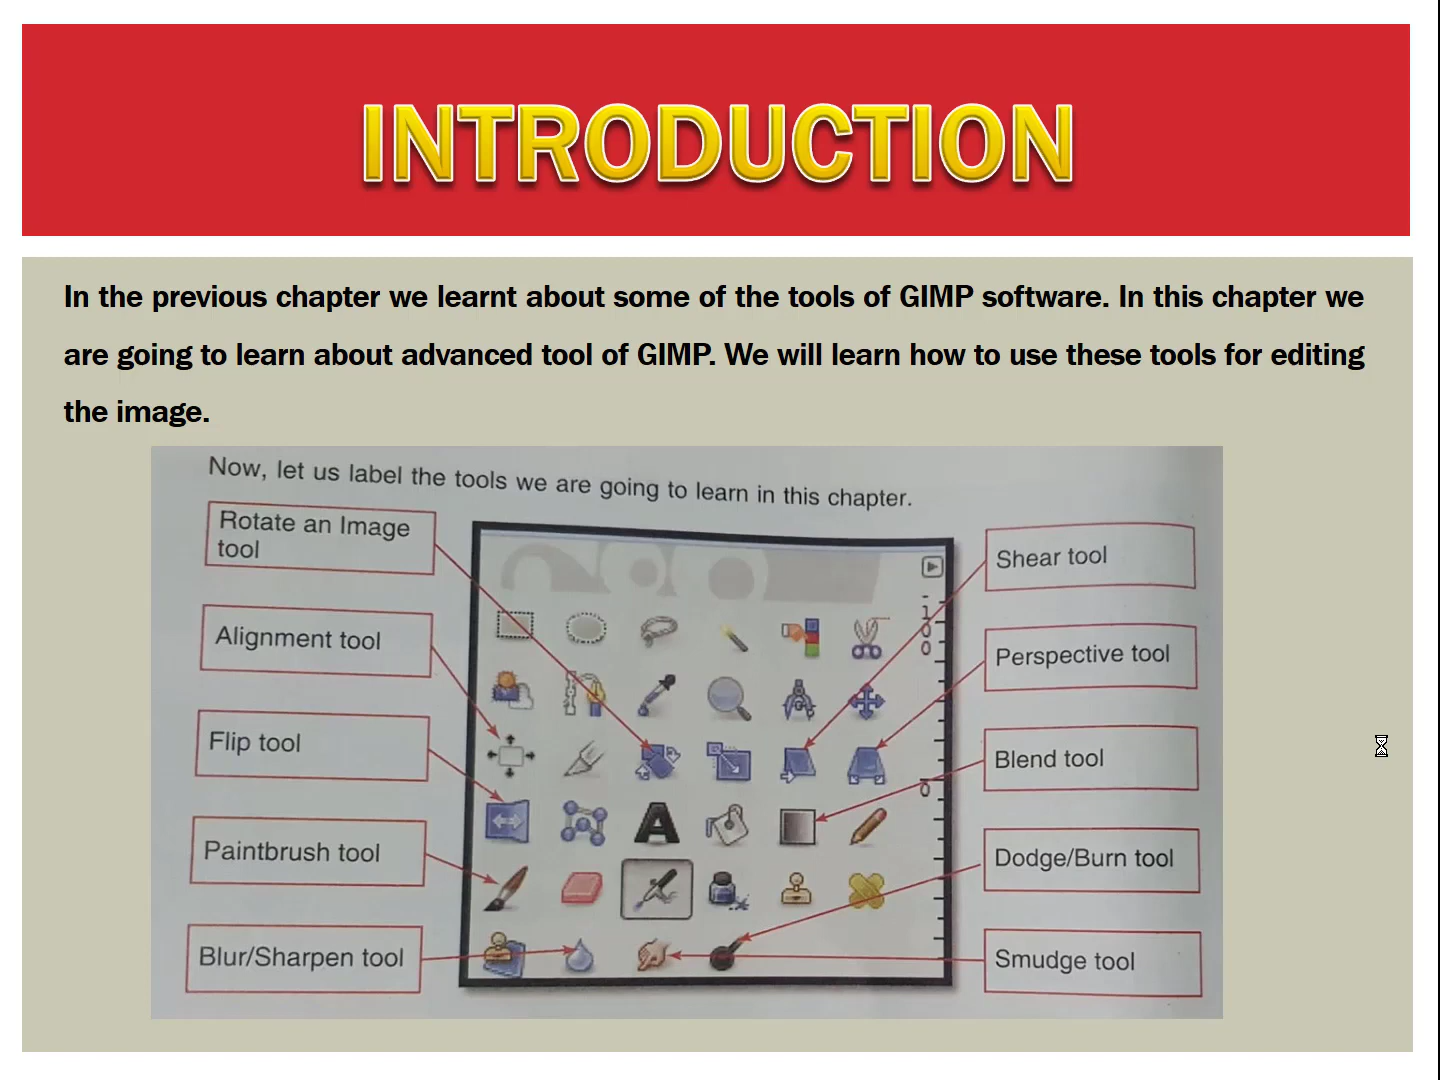 INTRODUCTION
In the previous chapter we learnt about some of the tools of GIMP software. In this chapter we
are going to learn about advanced tool of GIMP. We will learn how to use these tools for editing
the image.
Now, let us label the tools we are going to learn in this chapter.
Rotate an Image
tool
Alignment tool
Flip tool
Paintbrush tool
Blur/Sharpen tool
Shear tool
Perspective tool
Blend tool
Dodge/Burn tool
Smudge tool
-
1
0
0
0
A